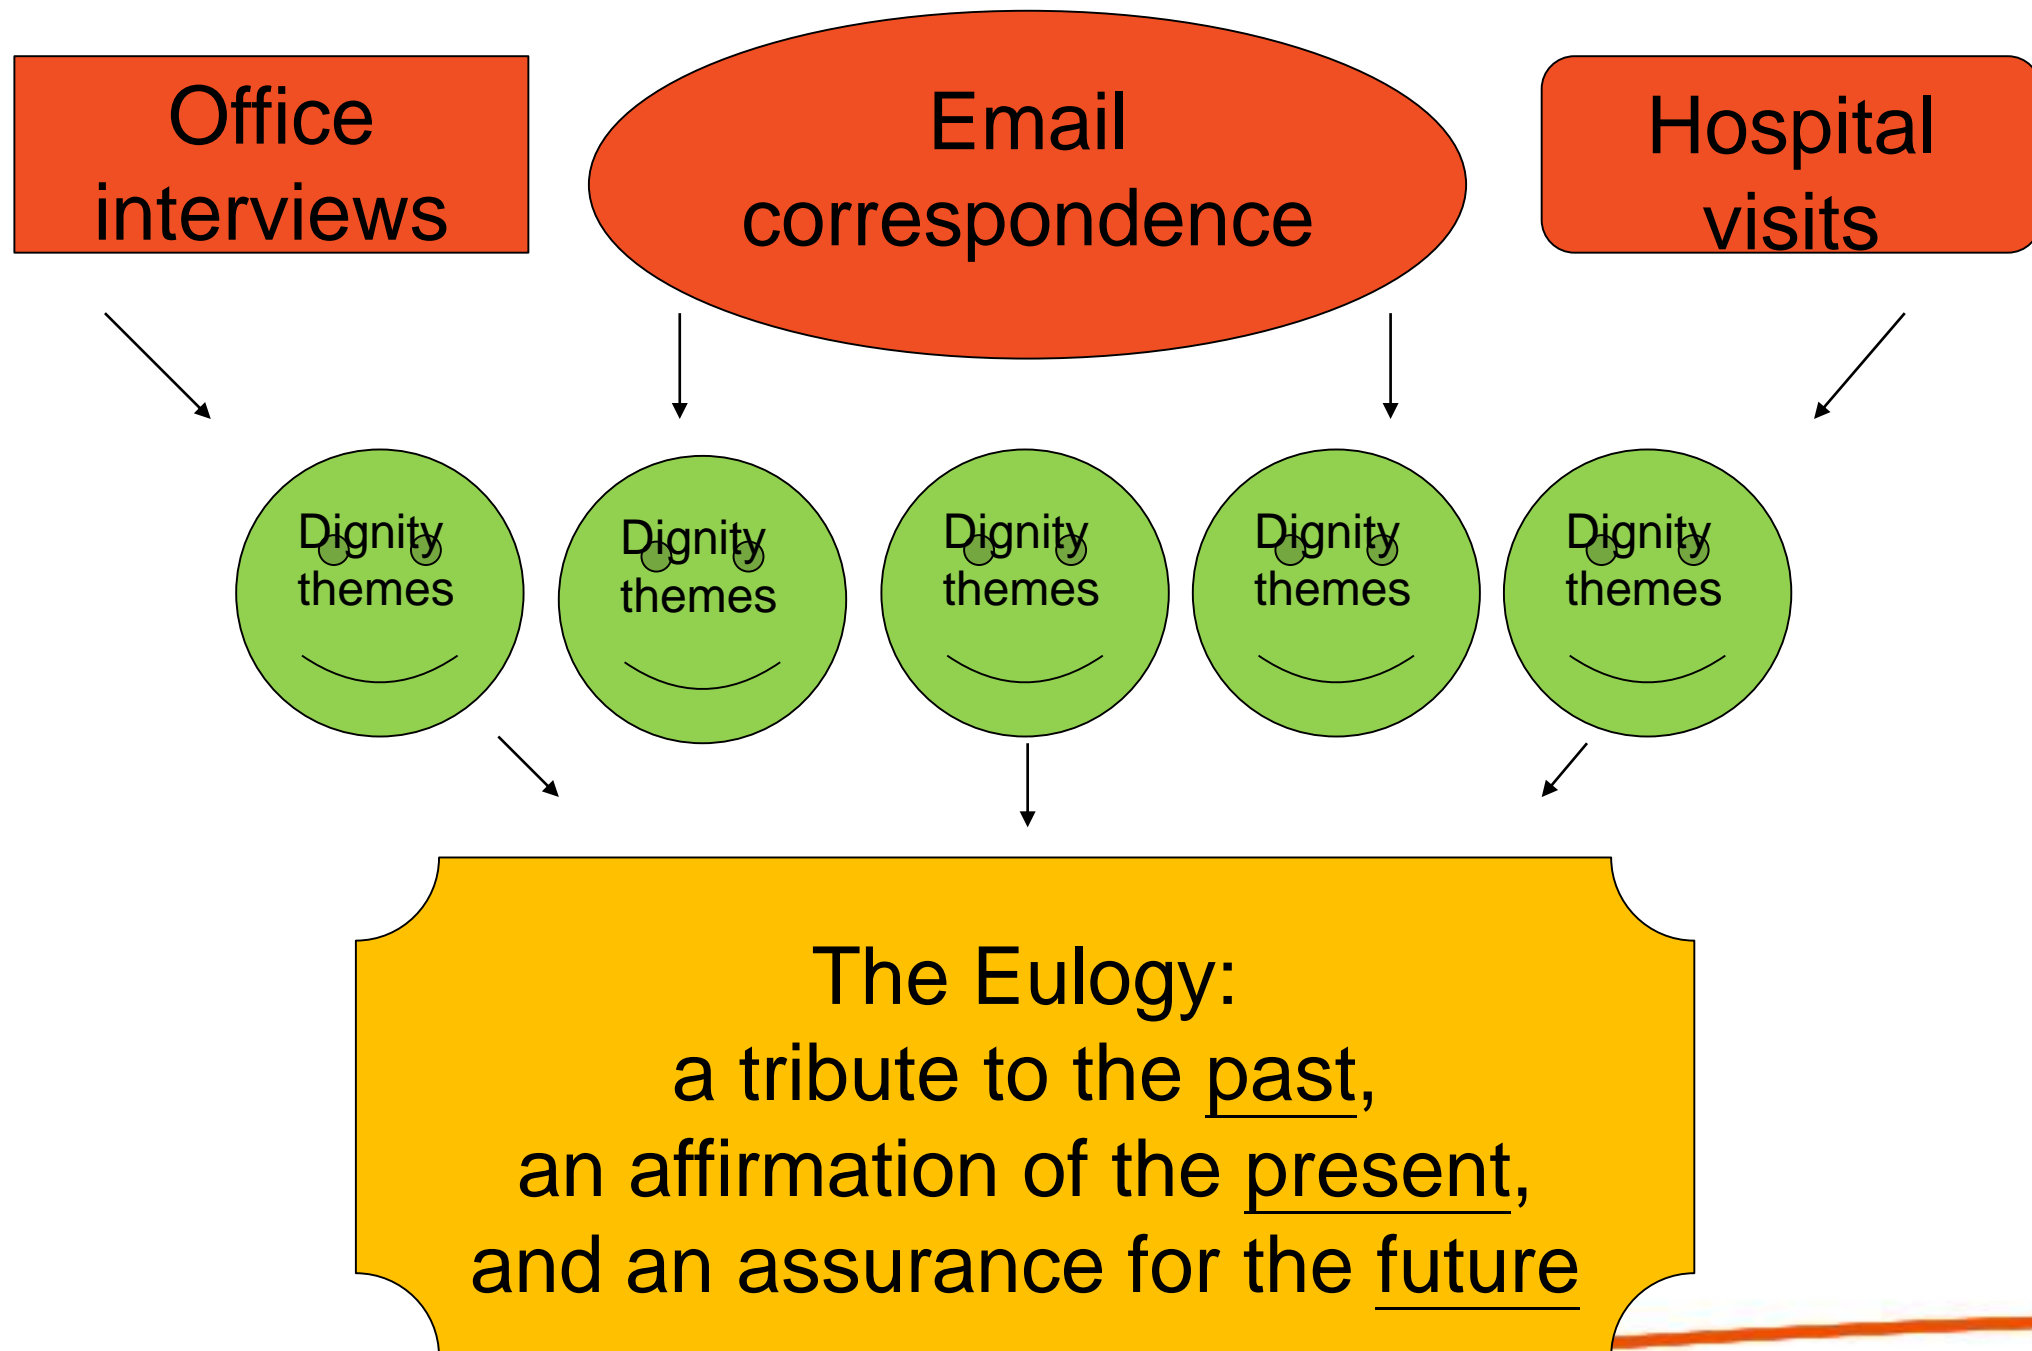 Office
interviews
Email
correspondence
Hospital
visits
Dignity
themes
Dignity
themes
Dignity
themes
Dignity
themes
Dignity
themes
The Eulogy:
a tribute to the past,
an affirmation of the present,
and an assurance for the future